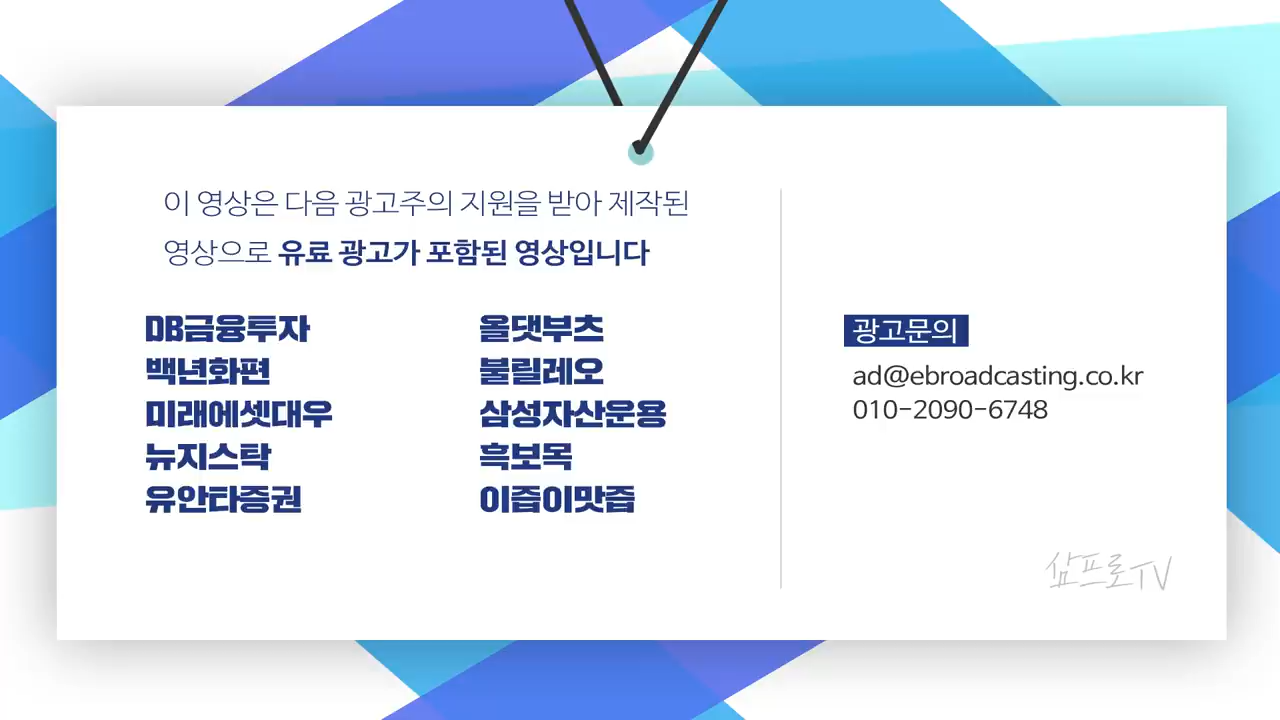 이 영상은 다음 광고주의 지원을 받아 제작된
영상으로 유료 광고가 포함된 영상입니다
DB금융투자
백년화편
미래에셋대우
뉴지스탁
유안타증권
올댓부츠
불릴레오
삼성자산운용
흑보목
이즙이맛즙
광고문의
ad@ebroadcasting.co.kr
010-2090-6748
삼프로TV